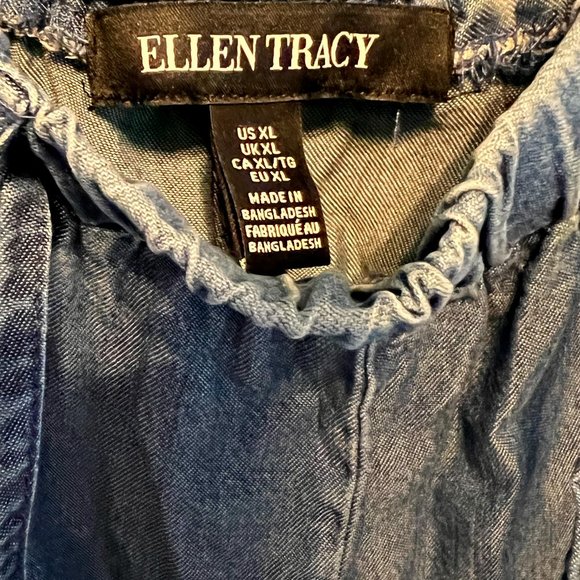 ELLEN TRACY
US XL
UK XL
CA XL/TG
EU XL
MADE IN
BANGLADESH
FABRIQUÉ AU
BANGLADESH